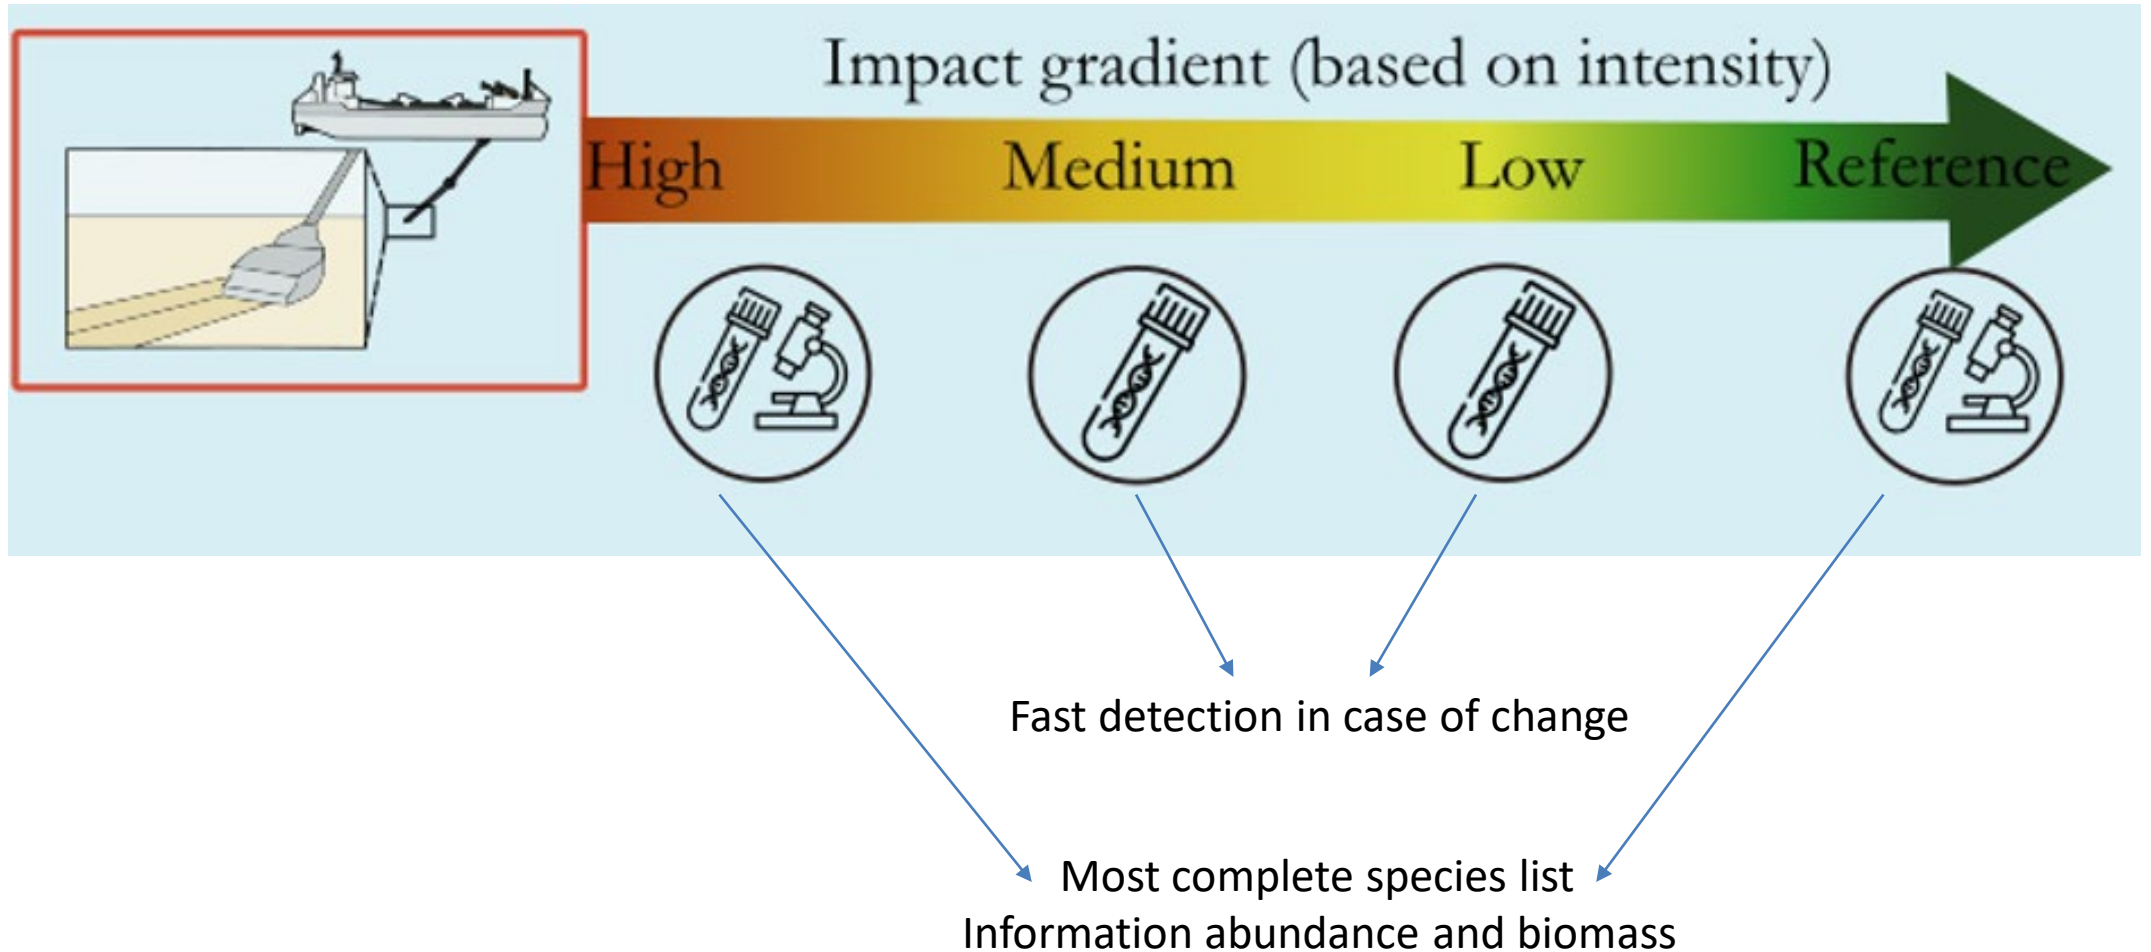 Impact gradient (based on intensity)
High Medium Low Reference
Fast detection in case of change
Most complete species list
Information abundance and biomass